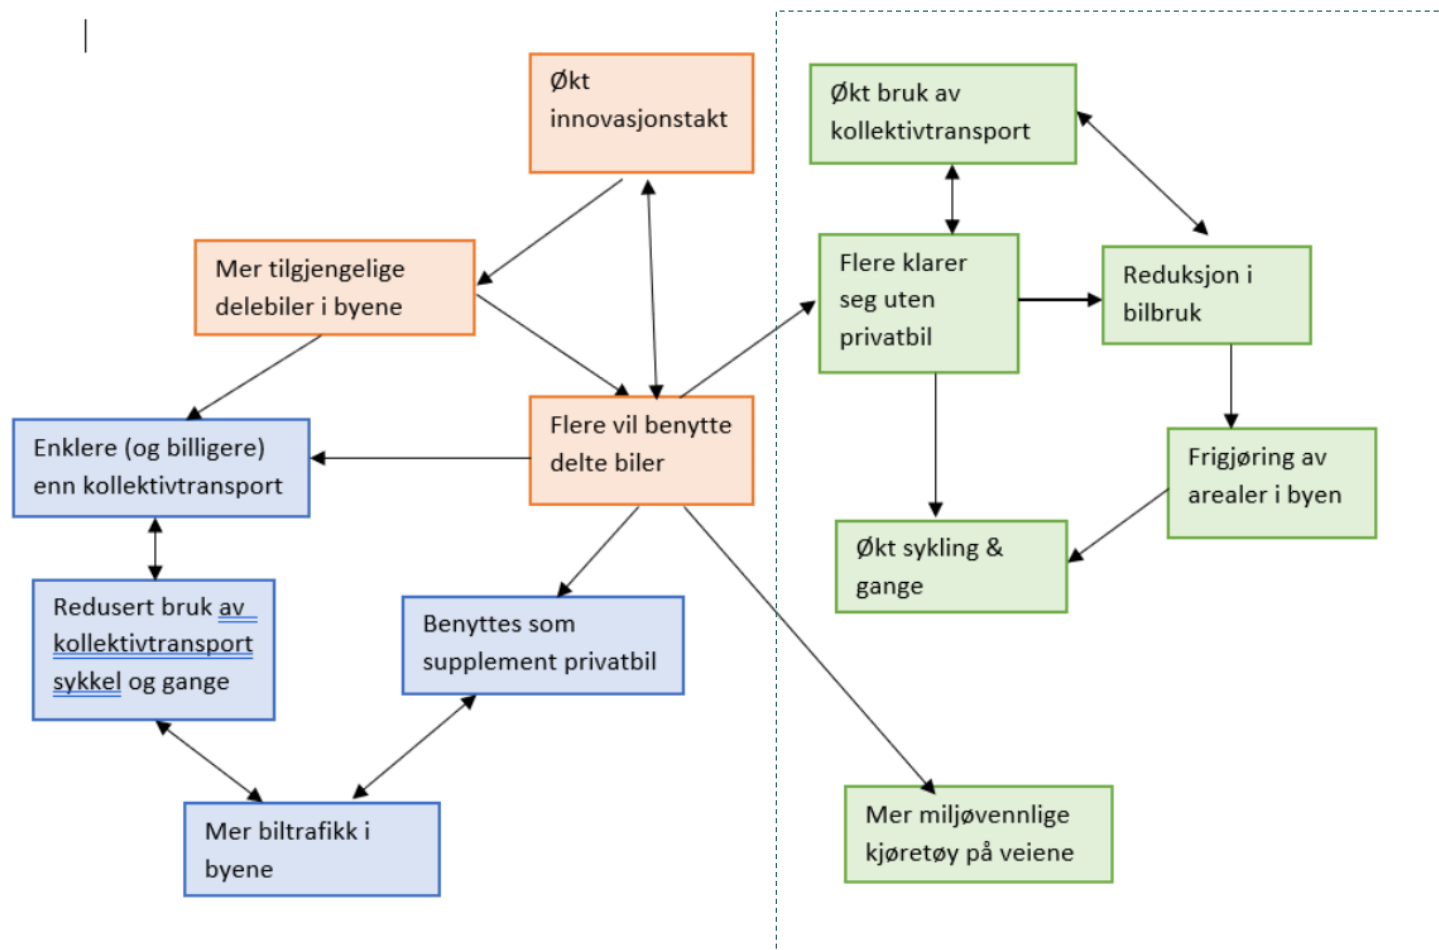 Økt
innovasjonstakt
Økt bruk av
kollektivtransport
Mer tilgjengelige
delebiler i byene
Flere klarer
seg uten
privatbil
Reduksjon i
bilbruk
Enklere (og billigere)
enn kollektivtransport
Flere vil benytte
delte biler
Frigjøring av
arealer i byen
Økt sykling &
gange
Redusert bruk av
kollektivtransport
sykkel og gange
Benyttes som
supplement privatbil
Mer biltrafikk i
byene
Mer miljøvennlige
kjøretøy på veiene